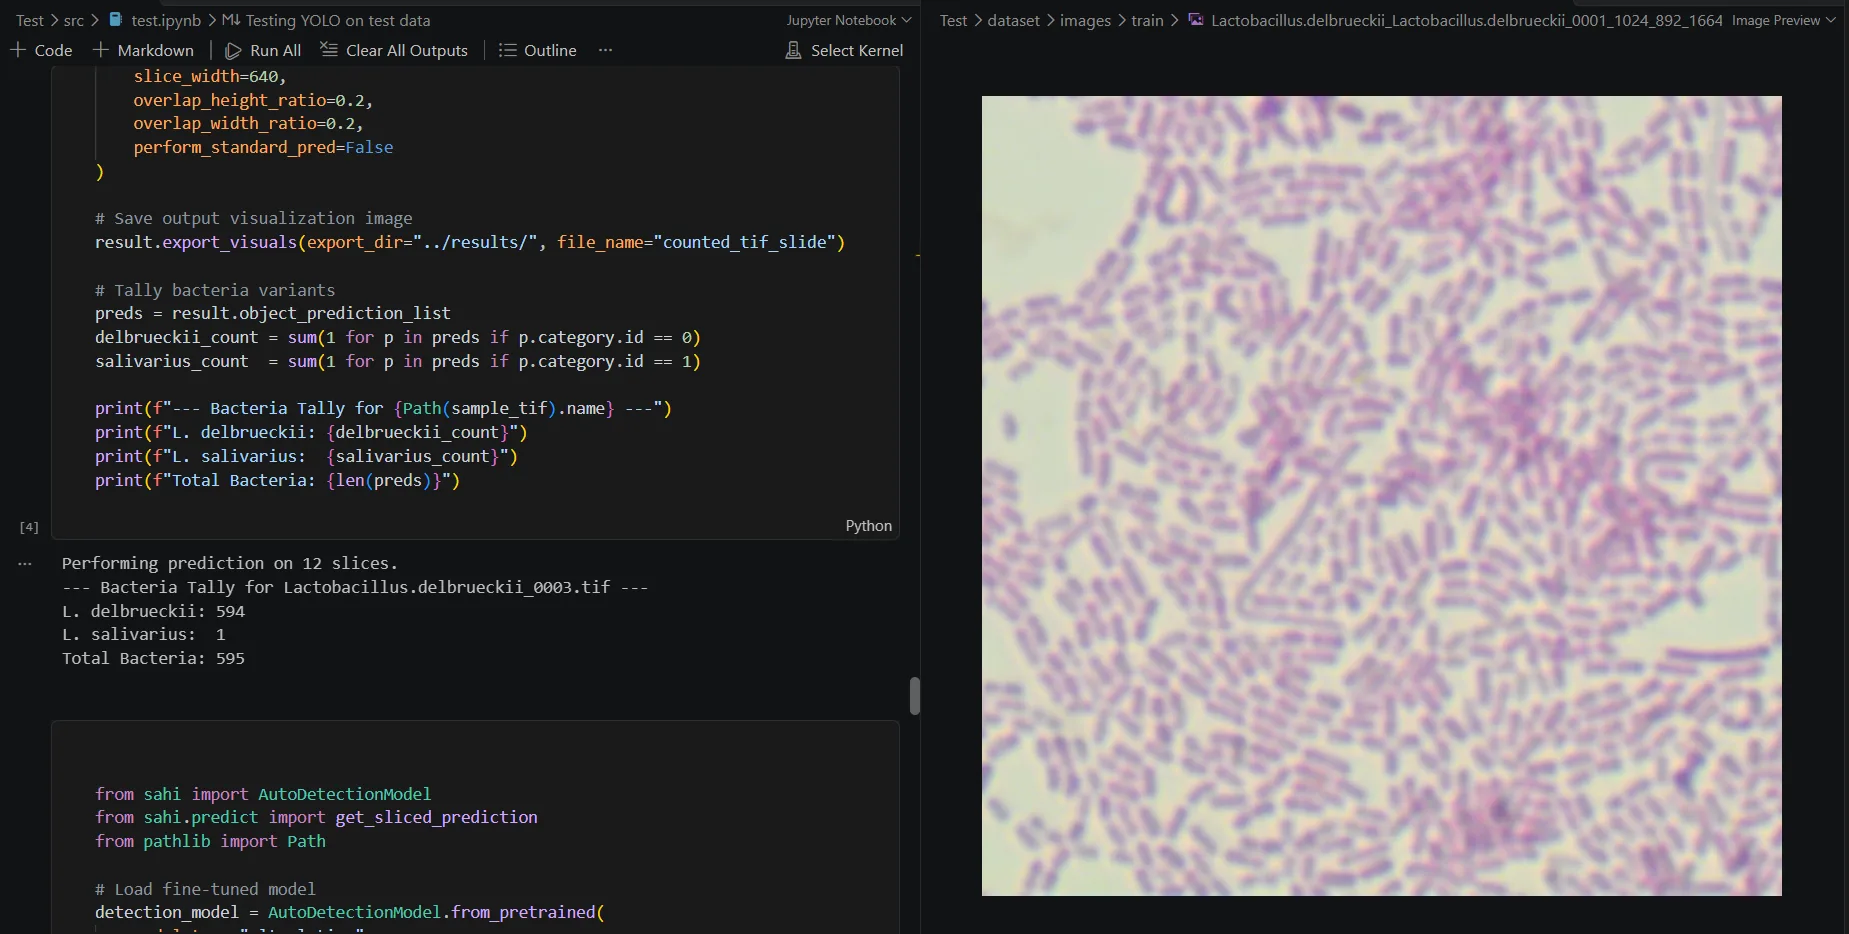 Test > src > test.ipynb > M↓ Testing YOLO on test data
Jupyter Notebook
+ Code + Markdown | Run All Clear All Outputs | Outline ...
Select Kernel
slice_width=640,
overlap_height_ratio=0.2,
overlap_width_ratio=0.2,
perform_standard_pred=False
)
# Save output visualization image
result.export_visuals(export_dir="../results/", file_name="counted_tif_slide")
# Tally bacteria variants
preds = result.object_prediction_list
delbrueckii_count = sum(1 for p in preds if p.category.id == 0)
salivarius_count  = sum(1 for p in preds if p.category.id == 1)
print(f"--- Bacteria Tally for {Path(sample_tif).name} ---")
print(f"L. delbrueckii: {delbrueckii_count}")
print(f"L. salivarius:  {salivarius_count}")
print(f"Total Bacteria: {len(preds)}")
[4]
Python
...
Performing prediction on 12 slices.
--- Bacteria Tally for Lactobacillus.delbrueckii_0003.tif ---
L. delbrueckii: 594
L. salivarius:  1
Total Bacteria: 595
from sahi import AutoDetectionModel
from sahi.predict import get_sliced_prediction
from pathlib import Path
# Load fine-tuned model
detection_model = AutoDetectionModel.from_pretrained(
Test > dataset > images > train > Lactobacillus.delbrueckii_Lactobacillus.delbrueckii_0001_1024_892_1664
Image Preview